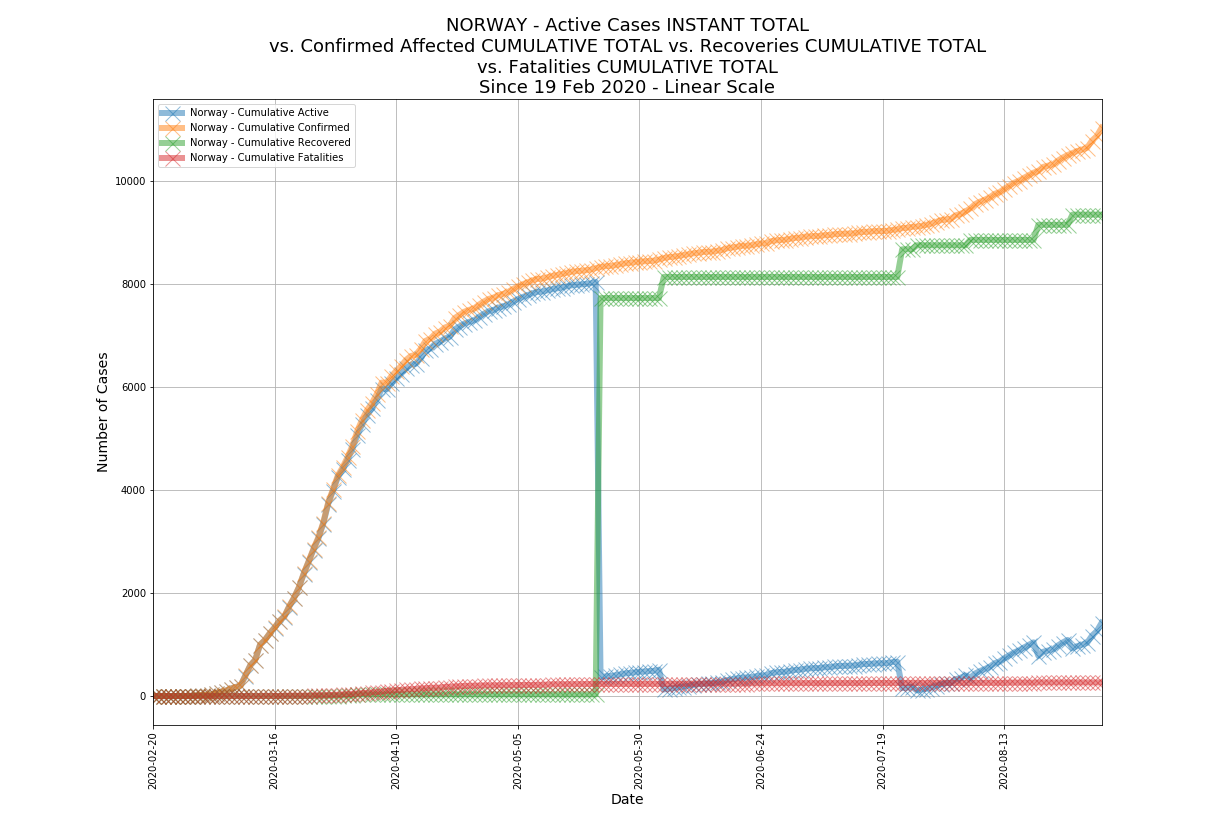 NORWAY - Active Cases INSTANT TOTAL
vs. Confirmed Affected CUMULATIVE TOTAL vs. Recoveries CUMULATIVE TOTAL
vs. Fatalities CUMULATIVE TOTAL
Since 19 Feb 2020 - Linear Scale
Norway - Cumulative Active
Norway - Cumulative Confirmed
Norway - Cumulative Recovered
Norway - Cumulative Fatalities
Number of Cases
10000
8000
6000
4000
2000
0
2020-02-20
2020-03-16
2020-04-10
2020-05-05
2020-05-30
2020-06-24
2020-07-19
2020-08-13
Date